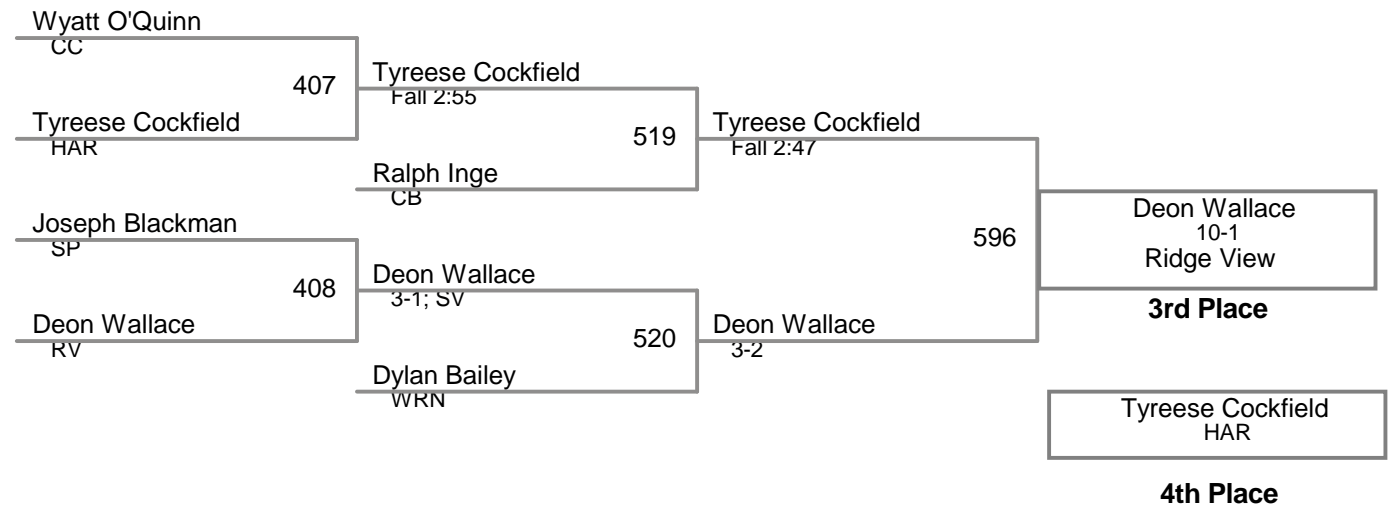 Wyatt O'Quinn
CC
407
Tyreese Cockfield
Fall 2:55
Tyreese Cockfield
HAR
519
Tyreese Cockfield
Fall 2:47
Ralph Inge
CB
Joseph Blackman
SP
596
Deon Wallace
10-1
Ridge View
3rd Place
408
Deon Wallace
3-1; SV
Deon Wallace
RV
520
Deon Wallace
3-2
Dylan Bailey
WRN
Tyreese Cockfield
HAR
4th Place